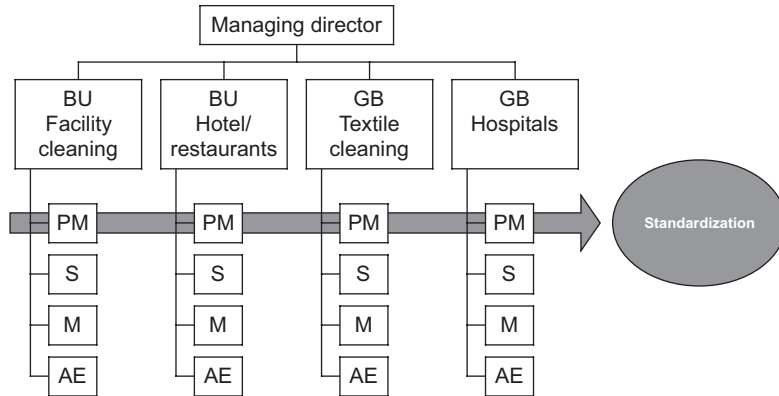 Managing director
BU
Facility
cleaning
BU
Hotel/
restaurants
GB
Textile
cleaning
GB
Hospitals
PM
PM
PM
PM
Standardization
S
S
S
S
M
M
M
M
AE
AE
AE
AE